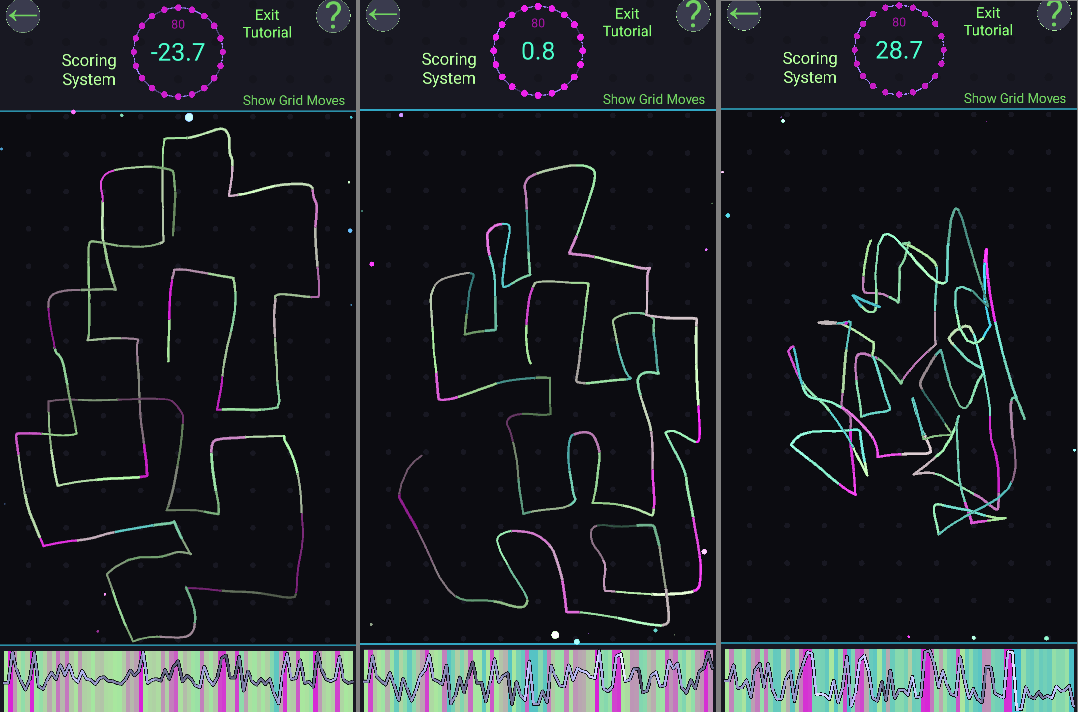 80
Exit
Tutorial
?
-23.7
Scoring
System
Show Grid Moves
80
Exit
Tutorial
?
0.8
Scoring
System
Show Grid Moves
80
Exit
Tutorial
?
28.7
Scoring
System
Show Grid Moves